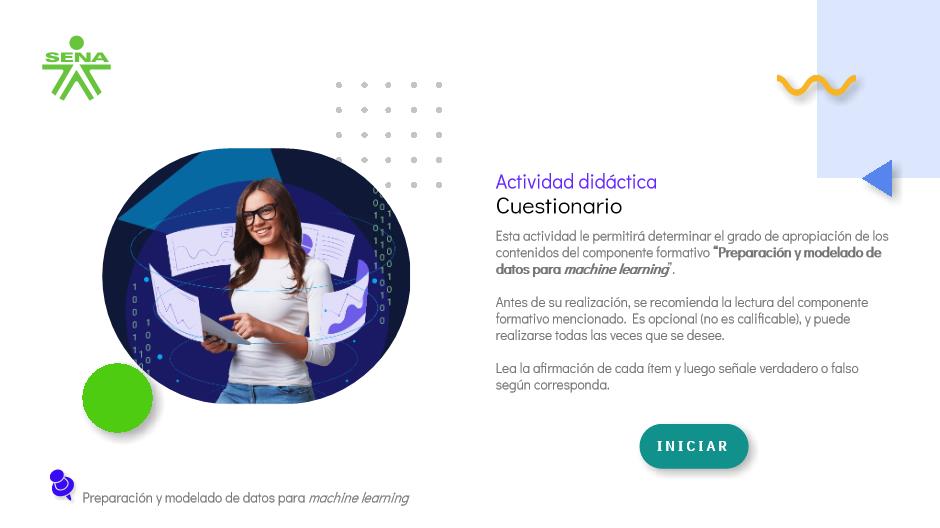 SENA
Actividad didáctica
Cuestionario
Esta actividad le permitirá determinar el grado de apropiación de los
contenidos del componente formativo “Preparación y modelado de
datos para machine learning”.
Antes de su realización, se recomienda la lectura del componente
formativo mencionado. Es opcional (no es calificable), y puede
realizarse todas las veces que se desee.
Lea la afirmación de cada ítem y luego señale verdadero o falso
según corresponda.
INICIAR
Preparación y modelado de datos para machine learning